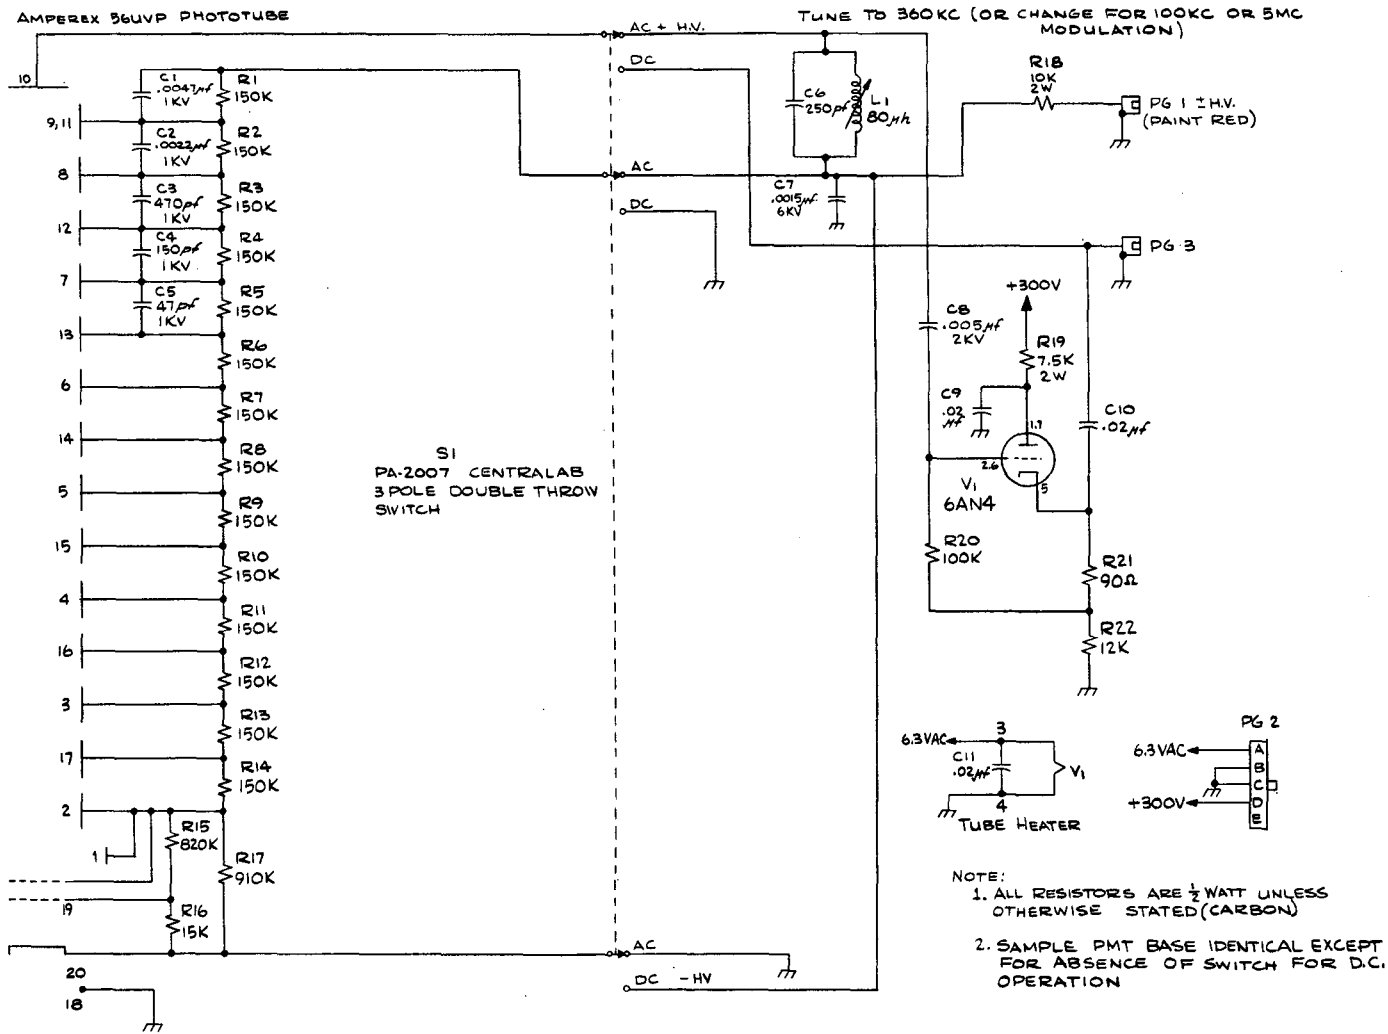 AMPEREX 56UVP PHOTOTUBE
TUNE TO 360KC (OR CHANGE FOR 100KC OR 5MC
MODULATION)
AC + H.V.
DC
10
C1
.0047µf
1KV
R1
150K
9,11
C2
.0022µf
1KV
R2
150K
8
C3
470pf
1KV
R3
150K
12
C4
150pf
1KV
R4
150K
7
C5
47pf
1KV
R5
150K
13
R6
150K
6
R7
150K
14
R8
150K
5
R9
150K
15
R10
150K
4
R11
150K
16
R12
150K
3
R13
150K
17
R14
150K
2
R15
820K
1
R17
910K
19
R16
15K
20
18
S1
PA-2007 CENTRALAB
3 POLE DOUBLE THROW
SWITCH
AC
DC
AC
DC -HV
C6
250pf
L1
80µh
C7
.0015µf
6KV
R18
10K
2W
PG 1 ± H.V.
(PAINT RED)
PG 3
+300V
C8
.005µf
2KV
R19
7.5K
2W
C9
.02
µf
C10
.02µf
1.7
2.6
5
V1
6AN4
R20
100K
R21
90Ω
R22
12K
3
6.3VAC
C11
.02µf
V1
4
TUBE HEATER
PG 2
6.3VAC
A
B
C
+300V
D
E
NOTE:
1. ALL RESISTORS ARE ½ WATT UNLESS
OTHERWISE STATED (CARBON)
2. SAMPLE PMT BASE IDENTICAL EXCEPT
FOR ABSENCE OF SWITCH FOR D.C.
OPERATION